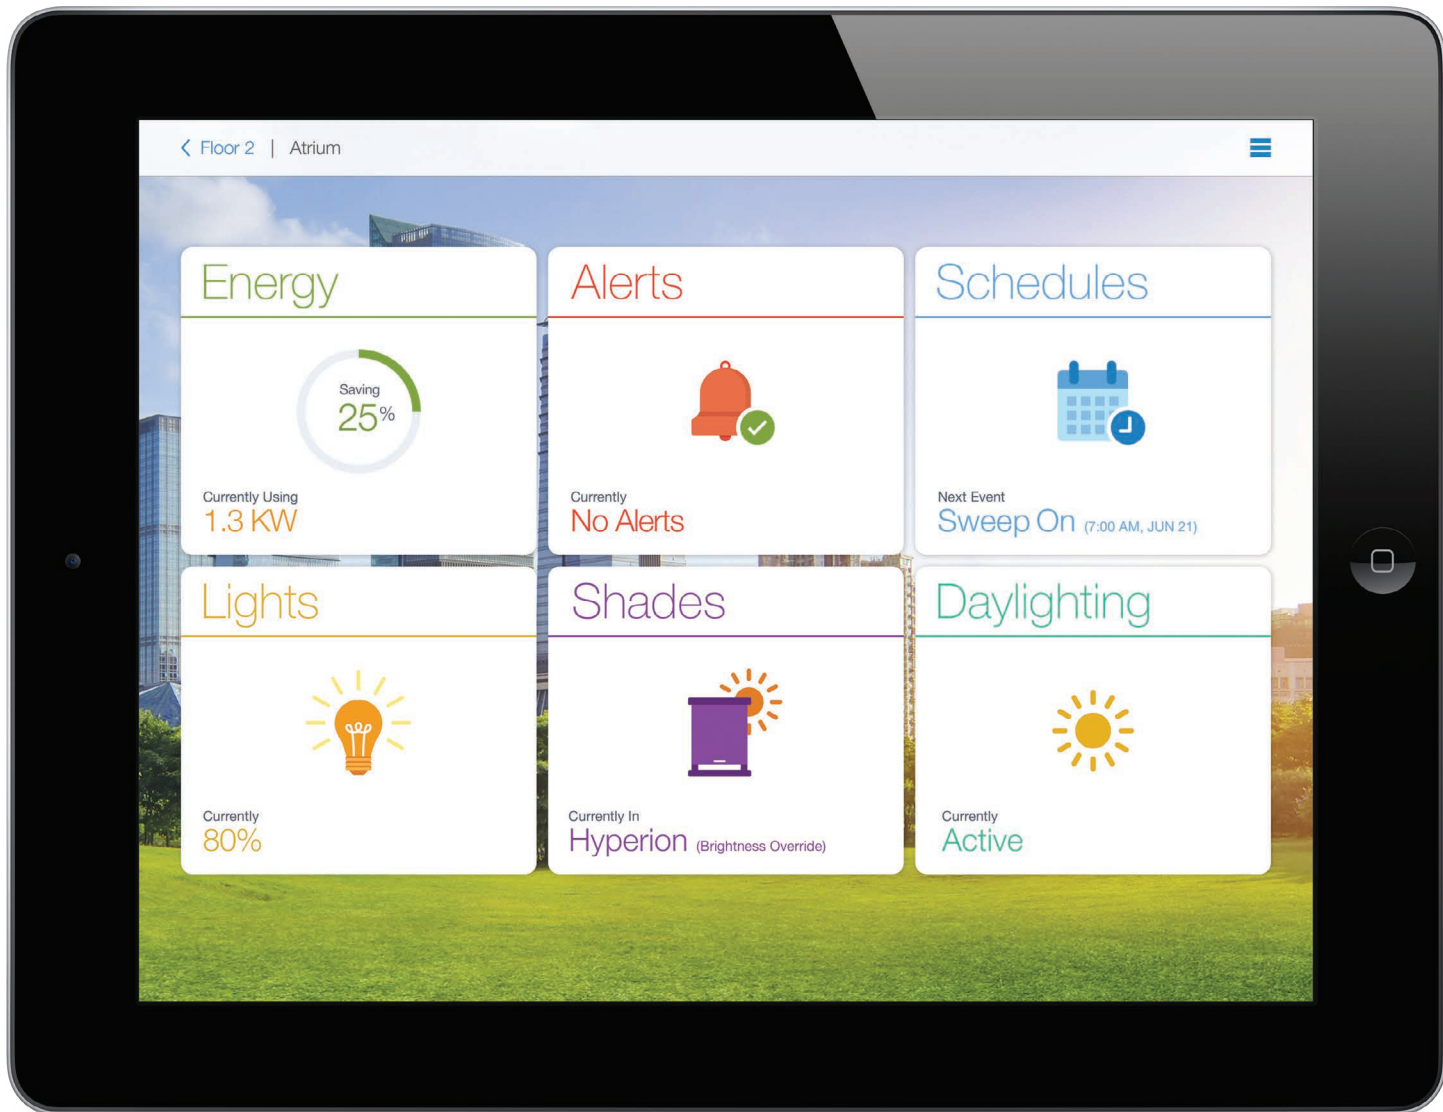 Floor 2 | Atrium
Energy
Saving
25%
Currently Using
1.3 KW
Alerts
Currently
No Alerts
Schedules
Next Event
Sweep On (7:00 AM, JUN 21)
Lights
Currently
80%
Shades
Currently In
Hyperion (Brightness Override)
Daylighting
Currently
Active